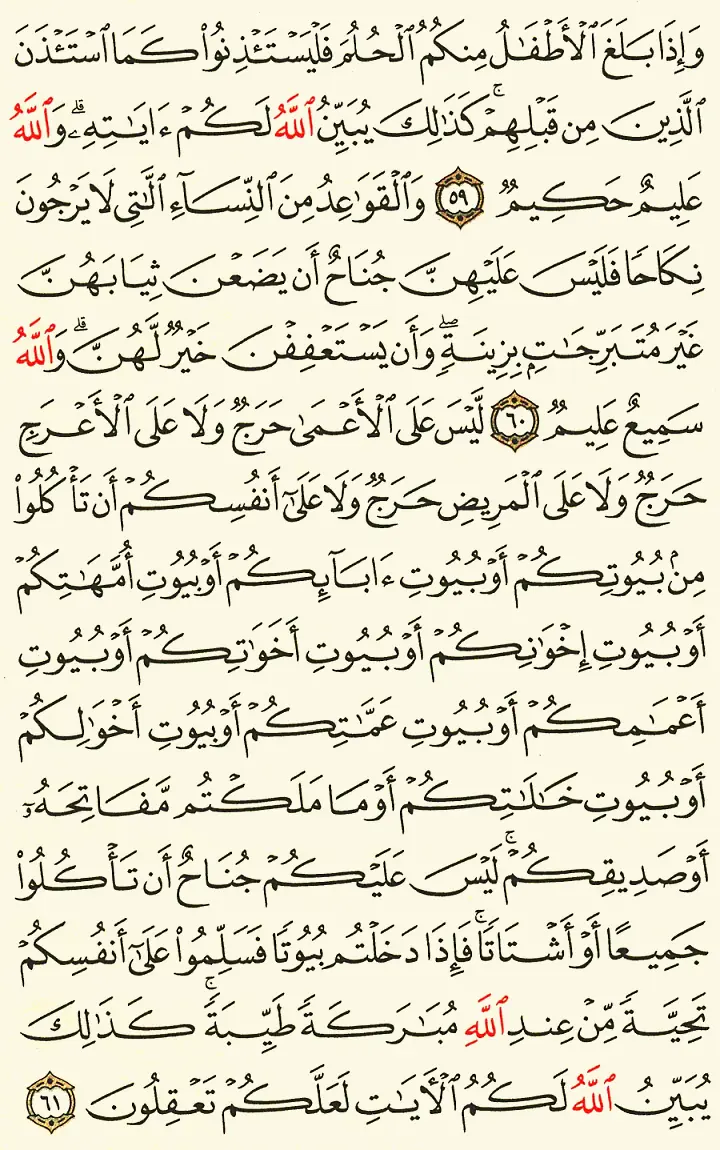 وَإِذَا بَلَغَ ٱلْأَطْفَٰلُ مِنكُمُ ٱلْحُلُمَ فَلْيَسْتَـْٔذِنُوا۟ كَمَا ٱسْتَـْٔذَنَ
ٱلَّذِينَ مِن قَبْلِهِمْ ۚ كَذَٰلِكَ يُبَيِّنُ ٱللَّهُ لَكُمْ ءَايَٰتِهِۦ ۗ وَٱللَّهُ
عَلِيمٌ حَكِيمٌ ٥٩ وَٱلْقَوَٰعِدُ مِنَ ٱلنِّسَآءِ ٱلَّٰتِى لَا يَرْجُونَ
نِكَاحًا فَلَيْسَ عَلَيْهِنَّ جُنَاحٌ أَن يَضَعْنَ ثِيَابَهُنَّ
غَيْرَ مُتَبَرِّجَٰتٍۭ بِزِينَةٍ ۖ وَأَن يَسْتَعْفِفْنَ خَيْرٌ لَّهُنَّ ۗ وَٱللَّهُ
سَمِيعٌ عَلِيمٌ ٦٠ لَّيْسَ عَلَى ٱلْأَعْمَىٰ حَرَجٌ وَلَا عَلَى ٱلْأَعْرَجِ
حَرَجٌ وَلَا عَلَى ٱلْمَرِيضِ حَرَجٌ وَلَا عَلَىٰٓ أَنفُسِكُمْ أَن تَأْكُلُوا۟
مِنۢ بُيُوتِكُمْ أَوْ بُيُوتِ ءَابَآئِكُمْ أَوْ بُيُوتِ أُمَّهَٰتِكُمْ
أَوْ بُيُوتِ إِخْوَٰنِكُمْ أَوْ بُيُوتِ أَخَوَٰتِكُمْ أَوْ بُيُوتِ
أَعْمَٰمِكُمْ أَوْ بُيُوتِ عَمَّٰتِكُمْ أَوْ بُيُوتِ أَخْوَٰلِكُمْ
أَوْ بُيُوتِ خَٰلَٰتِكُمْ أَوْ مَا مَلَكْتُم مَّفَاتِحَهُۥٓ
أَوْ صَدِيقِكُمْ ۚ لَيْسَ عَلَيْكُمْ جُنَاحٌ أَن تَأْكُلُوا۟
جَمِيعًا أَوْ أَشْتَاتًا ۚ فَإِذَا دَخَلْتُم بُيُوتًا فَسَلِّمُوا۟ عَلَىٰٓ أَنفُسِكُمْ
تَحِيَّةً مِّنْ عِندِ ٱللَّهِ مُبَٰرَكَةً طَيِّبَةً ۚ كَذَٰلِكَ
يُبَيِّنُ ٱللَّهُ لَكُمُ ٱلْـَٔايَٰتِ لَعَلَّكُمْ تَعْقِلُونَ ٦١